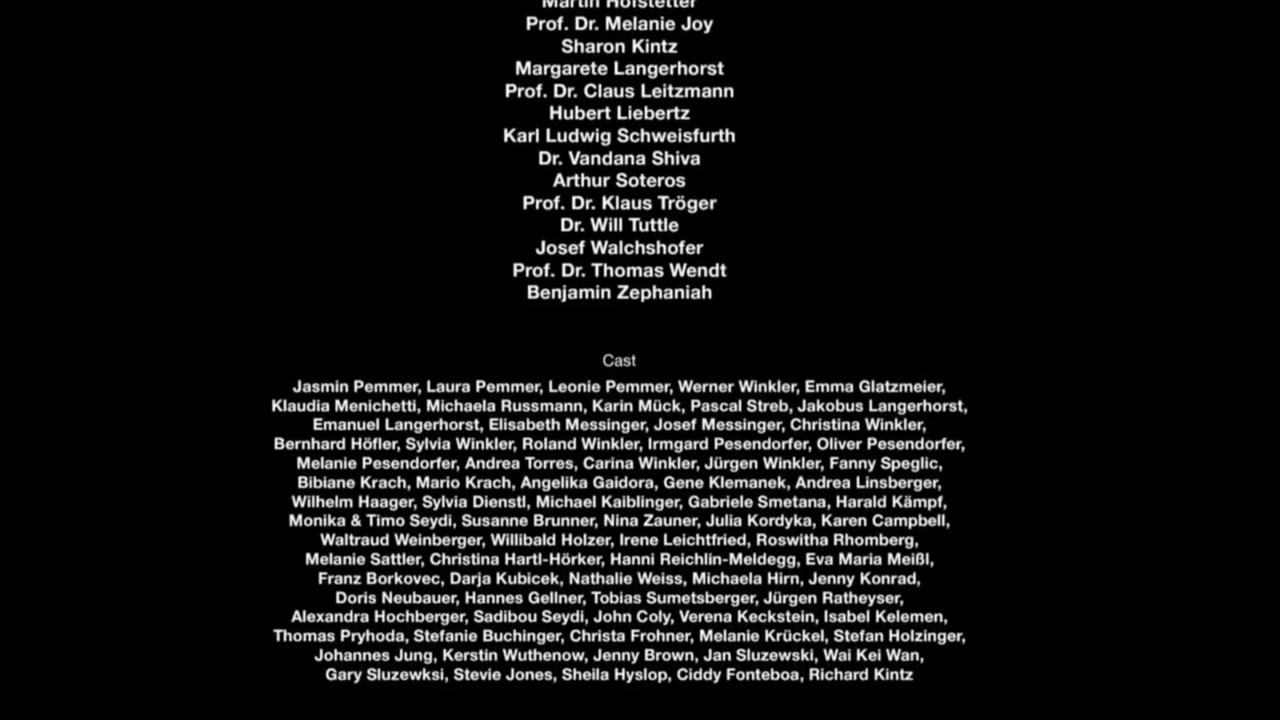 Martin Hofstetter
Prof. Dr. Melanie Joy
Sharon Kintz
Margarete Langerhorst
Prof. Dr. Claus Leitzmann
Hubert Liebertz
Karl Ludwig Schweisfurth
Dr. Vandana Shiva
Arthur Soteros
Prof. Dr. Klaus Tröger
Dr. Will Tuttle
Josef Walchshofer
Prof. Dr. Thomas Wendt
Benjamin Zephaniah
Cast
Jasmin Pemmer, Laura Pemmer, Leonie Pemmer, Werner Winkler, Emma Glatzmeier,
Klaudia Menichetti, Michaela Russmann, Karin Mück, Pascal Streb, Jakobus Langerhorst,
Emanuel Langerhorst, Elisabeth Messinger, Josef Messinger, Christina Winkler,
Bernhard Höfler, Sylvia Winkler, Roland Winkler, Irmgard Pesendorfer, Oliver Pesendorfer,
Melanie Pesendorfer, Andrea Torres, Carina Winkler, Jürgen Winkler, Fanny Speglic,
Bibiane Krach, Mario Krach, Angelika Gaidora, Gene Klemanek, Andrea Linsberger,
Wilhelm Haager, Sylvia Dienstl, Michael Kaiblinger, Gabriele Smetana, Harald Kämpf,
Monika & Timo Seydi, Susanne Brunner, Nina Zauner, Julia Kordyka, Karen Campbell,
Waltraud Weinberger, Willibald Holzer, Irene Leichtfried, Roswitha Rhomberg,
Melanie Sattler, Christina Hartl-Hörker, Hanni Reichlin-Meldegg, Eva Maria Meißl,
Franz Borkovec, Darja Kubicek, Nathalie Weiss, Michaela Hirn, Jenny Konrad,
Doris Neubauer, Hannes Gellner, Tobias Sumetsberger, Jürgen Ratheyser,
Alexandra Hochberger, Sadibou Seydi, John Coly, Verena Keckstein, Isabel Kelemen,
Thomas Pryhoda, Stefanie Buchinger, Christa Frohner, Melanie Krückel, Stefan Holzinger,
Johannes Jung, Kerstin Wuthenow, Jenny Brown, Jan Sluzewski, Wai Kei Wan,
Gary Sluzewksi, Stevie Jones, Sheila Hyslop, Ciddy Fonteboa, Richard Kintz